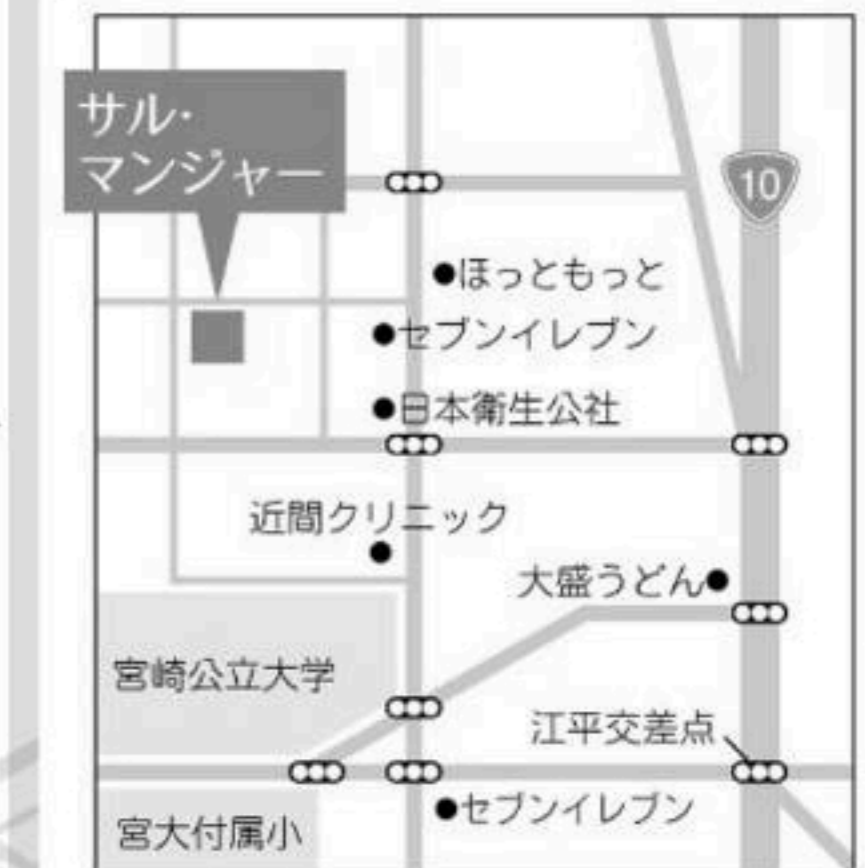 サル・
マンジャー
10
ほっともっと
セブンイレブン
日本衛生公社
近間クリニック
大盛うどん
宮崎公立大学
江平交差点
セブンイレブン
宮大付属小